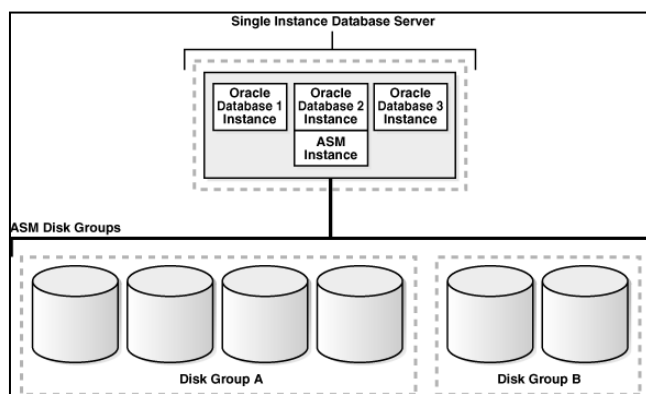 Single Instance Database Server
Oracle
Database 1
Instance
Oracle
Database 2
Instance
Oracle
Database 3
Instance
ASM
Instance
ASM Disk Groups
Disk Group A
Disk Group B